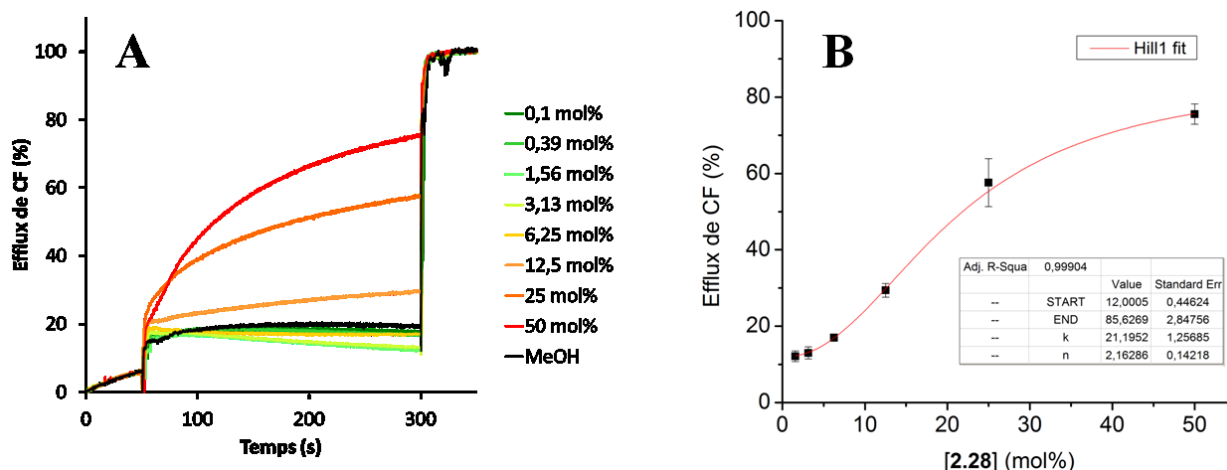 A
Efflux de CF (%)
100
80
60
40
20
0
0
100
200
300
Temps (s)
0,1 mol%
0,39 mol%
1,56 mol%
3,13 mol%
6,25 mol%
12,5 mol%
25 mol%
50 mol%
MeOH
B
Hill1 fit
Efflux de CF (%)
100
80
60
40
20
0
Adj. R-Squa 0,99904
Value Standard Err
-- START 12,0005 0,44624
-- END 85,6269 2,84756
-- k 21,1952 1,25685
-- n 2,16286 0,14218
0 10 20 30 40 50
[2.28] (mol%)